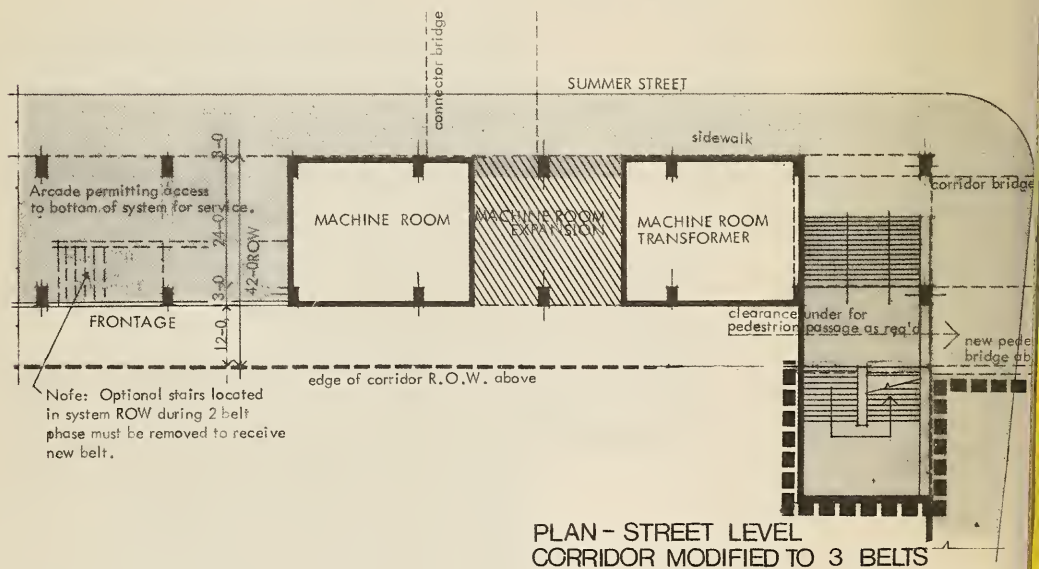 connector bridge
SUMMER STREET
sidewalk
Arcade permitting access
to bottom of system for service.
3-0
24-0
3-0
12-0
42-0ROW
MACHINE ROOM
MACHINE ROOM
EXPANSION
MACHINE ROOM
TRANSFORMER
corridor bridge
FRONTAGE
clearance under for
pedestrion passage as req'd
new pede
bridge ab
edge of corridor R.O.W. above
Note: Optional stairs located
in system ROW during 2 belt
phase must be removed to receive
new belt.
PLAN - STREET LEVEL
CORRIDOR MODIFIED TO 3 BELTS